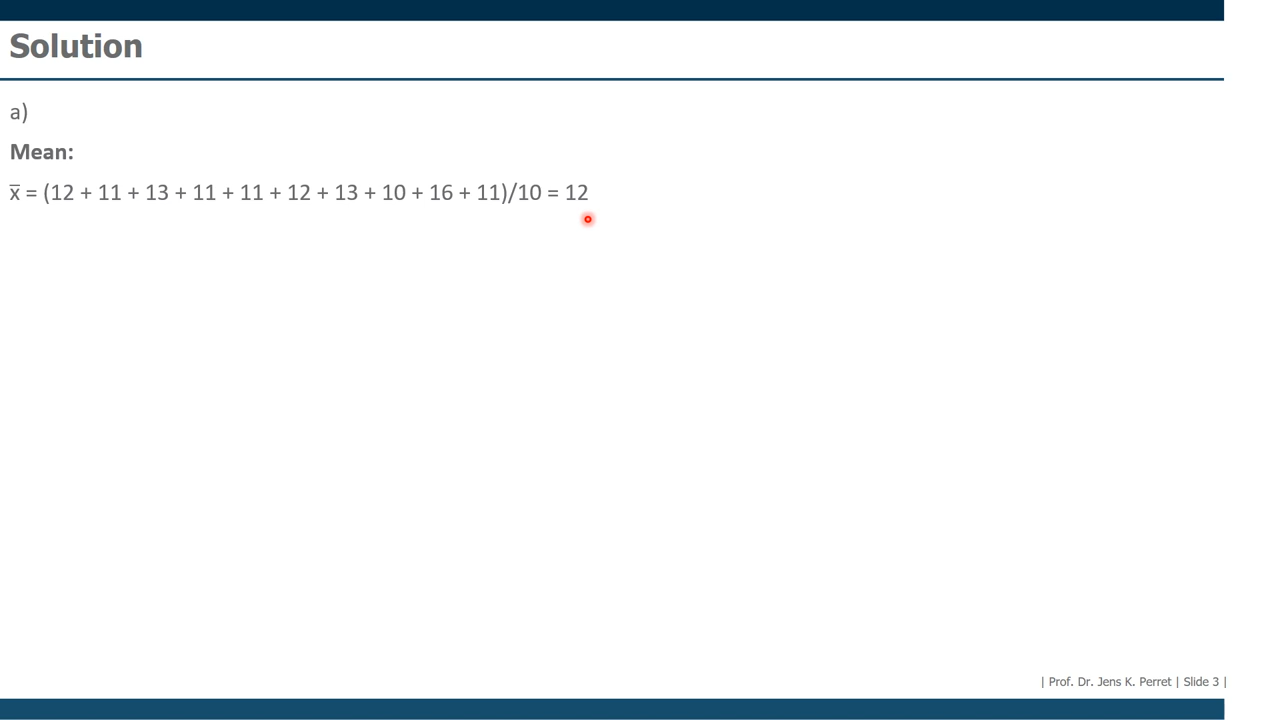 Solution
a)
Mean:
x̅ = (12 + 11 + 13 + 11 + 11 + 12 + 13 + 10 + 16 + 11)/10 = 12
| Prof. Dr. Jens K. Perret | Slide 3 |